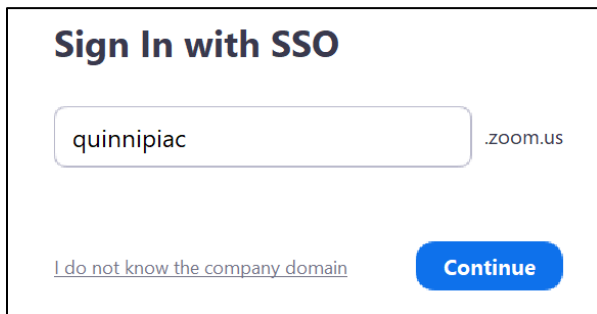 Sign In with SSO
quinnipiac .zoom.us
I do not know the company domain Continue